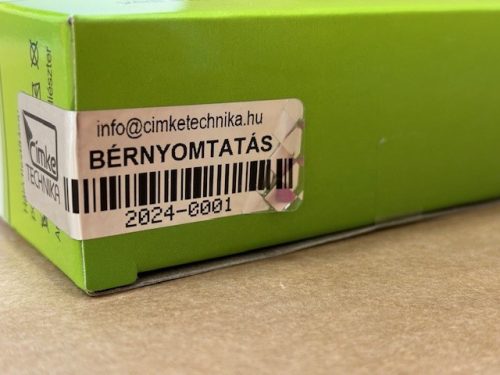 info@cimketechnika.hu
BÉRNYOMTATÁS
2024-0001
cimke
TECHNIKA